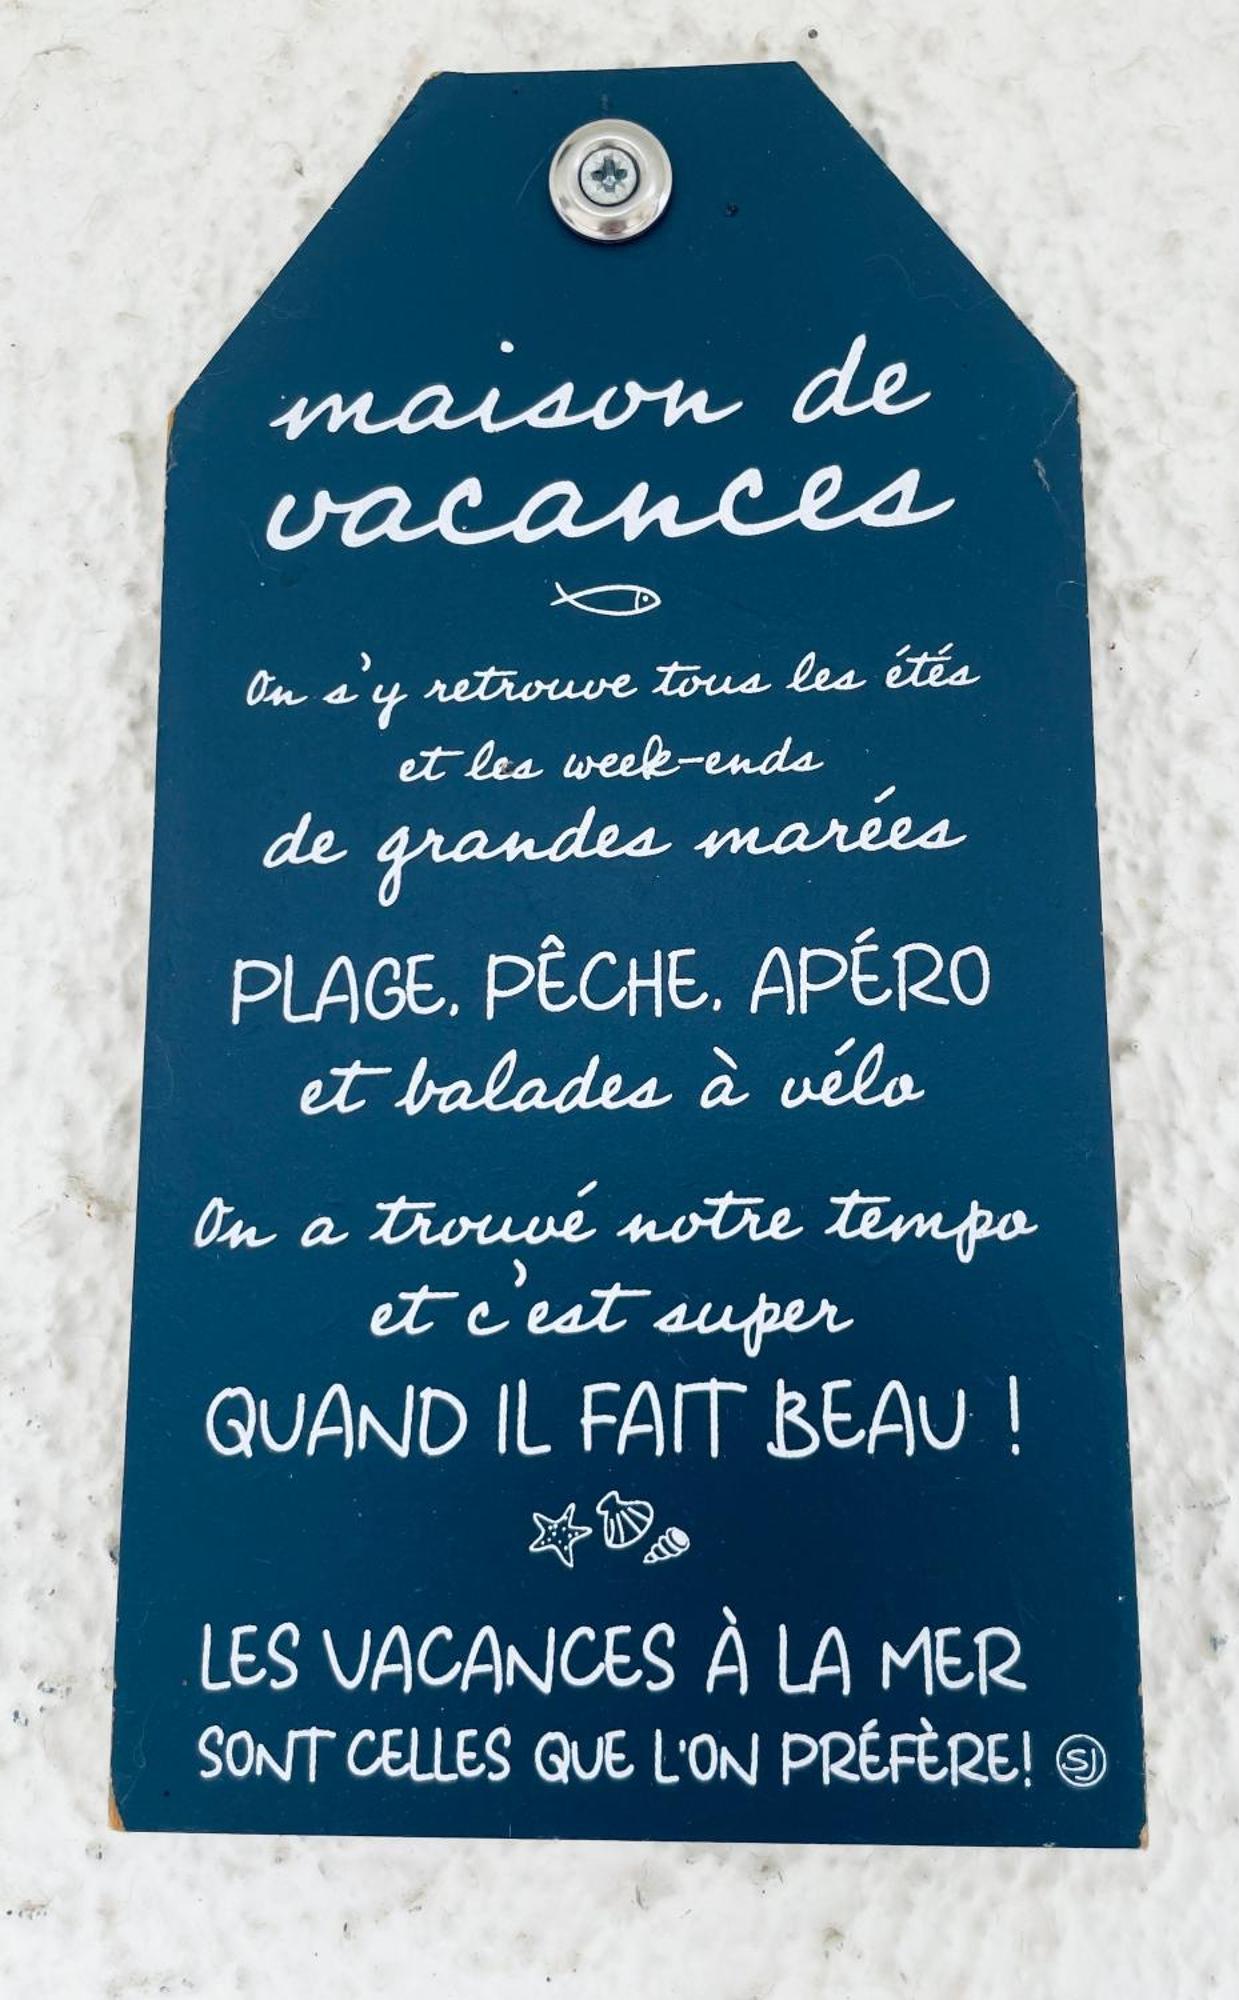 maison de
vacances
On s'y retrouve tous les étés
et les week-ends
de grandes marées
PLAGE, PÊCHE, APÉRO
et balades à vélo
On a trouvé notre tempo
et c'est super
QUAND IL FAIT BEAU !
LES VACANCES À LA MER
SONT CELLES QUE L'ON PRÉFÈRE! SJ